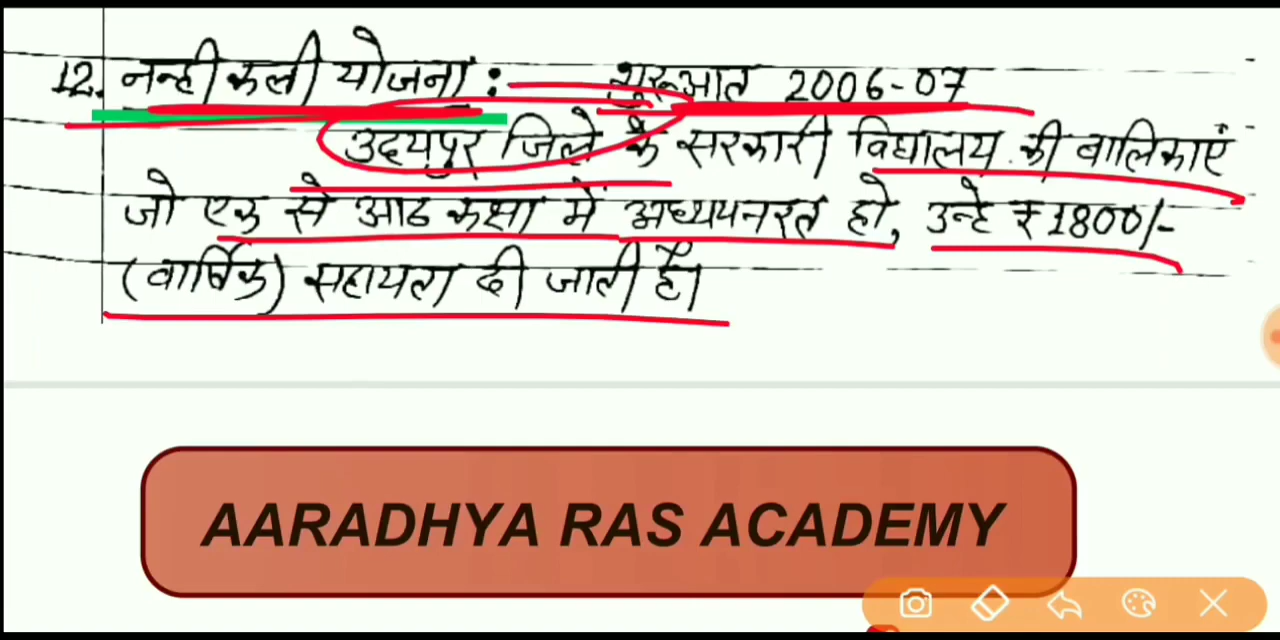 12. नन्ही कली योजना : शुरूआत 2006-07
उदयपुर जिले के सरकारी विद्यालय की बालिकाएं
जो एक से आठ कक्षा में अध्ययनरत हो, उन्हे ₹1800/-
(वार्षिक) सहायता दी जाती है।
AARADHYA RAS ACADEMY